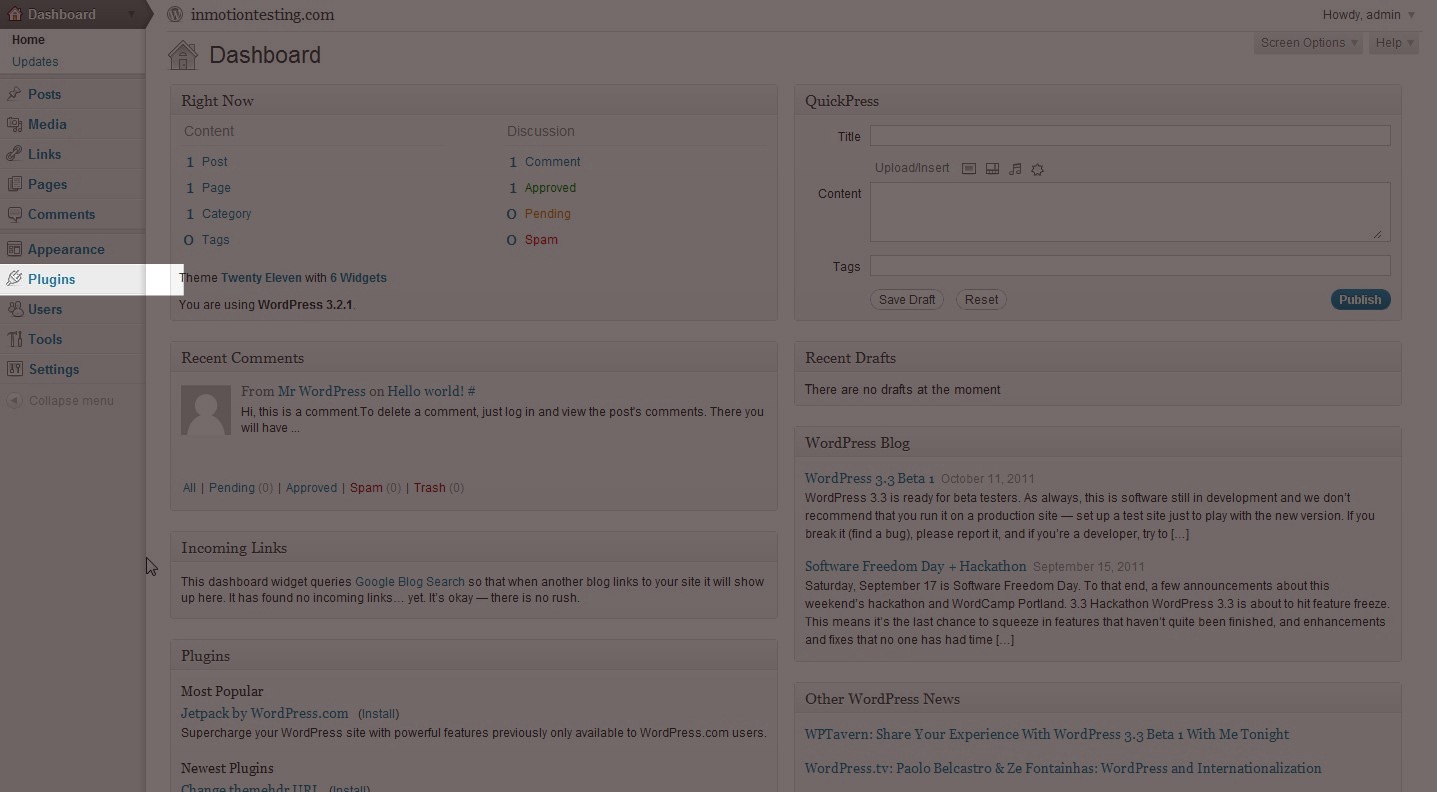 Dashboard
Home
Updates
Posts
Media
Links
Pages
Comments
Appearance
Plugins
Users
Tools
Settings
Collapse menu
inmotiontesting.com
Howdy, admin
Screen Options
Help
Dashboard
Right Now
Content
Discussion
1 Post
1 Comment
1 Page
1 Approved
1 Category
0 Pending
0 Tags
0 Spam
Theme Twenty Eleven with 6 Widgets
You are using WordPress 3.2.1.
Recent Comments
From Mr WordPress on Hello world! #
Hi, this is a comment.To delete a comment, just log in and view the post's comments. There you
will have ...
All | Pending (0) | Approved | Spam (0) | Trash (0)
Incoming Links
This dashboard widget queries Google Blog Search so that when another blog links to your site it will show
up here. It has found no incoming links… yet. It's okay — there is no rush.
Plugins
Most Popular
Jetpack by WordPress.com (Install)
Supercharge your WordPress site with powerful features previously only available to WordPress.com users.
Newest Plugins
Change themehdr URL (Install)
QuickPress
Title
Upload/Insert
Content
Tags
Save Draft
Reset
Publish
Recent Drafts
There are no drafts at the moment
WordPress Blog
WordPress 3.3 Beta 1 October 11, 2011
WordPress 3.3 is ready for beta testers. As always, this is software still in development and we don't
recommend that you run it on a production site — set up a test site just to play with the new version. If you
break it (find a bug), please report it, and if you're a developer, try to […]
Software Freedom Day + Hackathon September 15, 2011
Saturday, September 17 is Software Freedom Day. To that end, a few announcements about this
weekend's hackathon and WordCamp Portland. 3.3 Hackathon WordPress 3.3 is about to hit feature freeze.
This means it's the last chance to squeeze in features that haven't quite been finished, and enhancements
and fixes that no one has had time […]
Other WordPress News
WPTavern: Share Your Experience With WordPress 3.3 Beta 1 With Me Tonight
WordPress.tv: Paolo Belcastro & Ze Fontainhas: WordPress and Internationalization